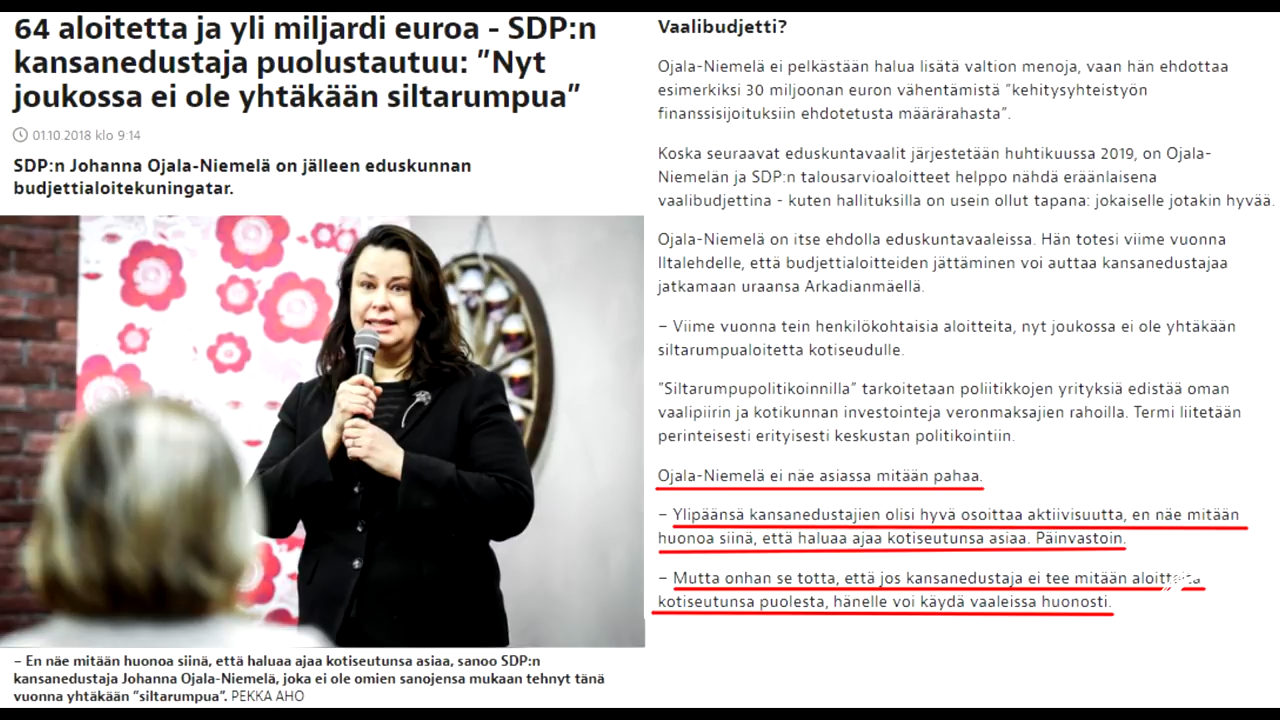 64 aloitetta ja yli miljardi euroa - SDP:n
kansanedustaja puolustautuu: ”Nyt
joukossa ei ole yhtäkään siltarumpua”
01.10.2018 klo 9:14
SDP:n Johanna Ojala-Niemelä on jälleen eduskunnan
budjettialoitekuningatar.
– En näe mitään huonoa siinä, että haluaa ajaa kotiseutunsa asiaa, sanoo SDP:n
kansanedustaja Johanna Ojala-Niemelä, joka ei ole omien sanojensa mukaan tehnyt tänä
vuonna yhtäkään ”siltarumpua”. PEKKA AHO
Vaalibudjetti?
Ojala-Niemelä ei pelkästään halua lisätä valtion menoja, vaan hän ehdottaa
esimerkiksi 30 miljoonan euron vähentämistä ”kehitysyhteistyön
finanssisijoituksiin ehdotetusta määrärahasta”.
Koska seuraavat eduskuntavaalit järjestetään huhtikuussa 2019, on Ojala-
Niemelän ja SDP:n talousarvioaloitteet helppo nähdä eräänlaisena
vaalibudjettina - kuten hallituksilla on usein ollut tapana: jokaiselle jotakin hyvää.
Ojala-Niemelä on itse ehdolla eduskuntavaaleissa. Hän totesi viime vuonna
Iltalehdelle, että budjettialoitteiden jättäminen voi auttaa kansanedustajaa
jatkamaan uraansa Arkadianmäellä.
– Viime vuonna tein henkilökohtaisia aloitteita, nyt joukossa ei ole yhtäkään
siltarumpualoitetta kotiseudulle.
”Siltarumpupolitikoinnilla” tarkoitetaan poliitikkojen yrityksiä edistää oman
vaalipiirin ja kotikunnan investointeja veronmaksajien rahoilla. Termi liitetään
perinteisesti erityisesti keskustan politikointiin.
Ojala-Niemelä ei näe asiassa mitään pahaa.
– Ylipäänsä kansanedustajien olisi hyvä osoittaa aktiivisuutta, en näe mitään
huonoa siinä, että haluaa ajaa kotiseutunsa asiaa. Päinvastoin.
– Mutta onhan se totta, että jos kansanedustaja ei tee mitään aloitteita
kotiseutunsa puolesta, hänelle voi käydä vaaleissa huonosti.